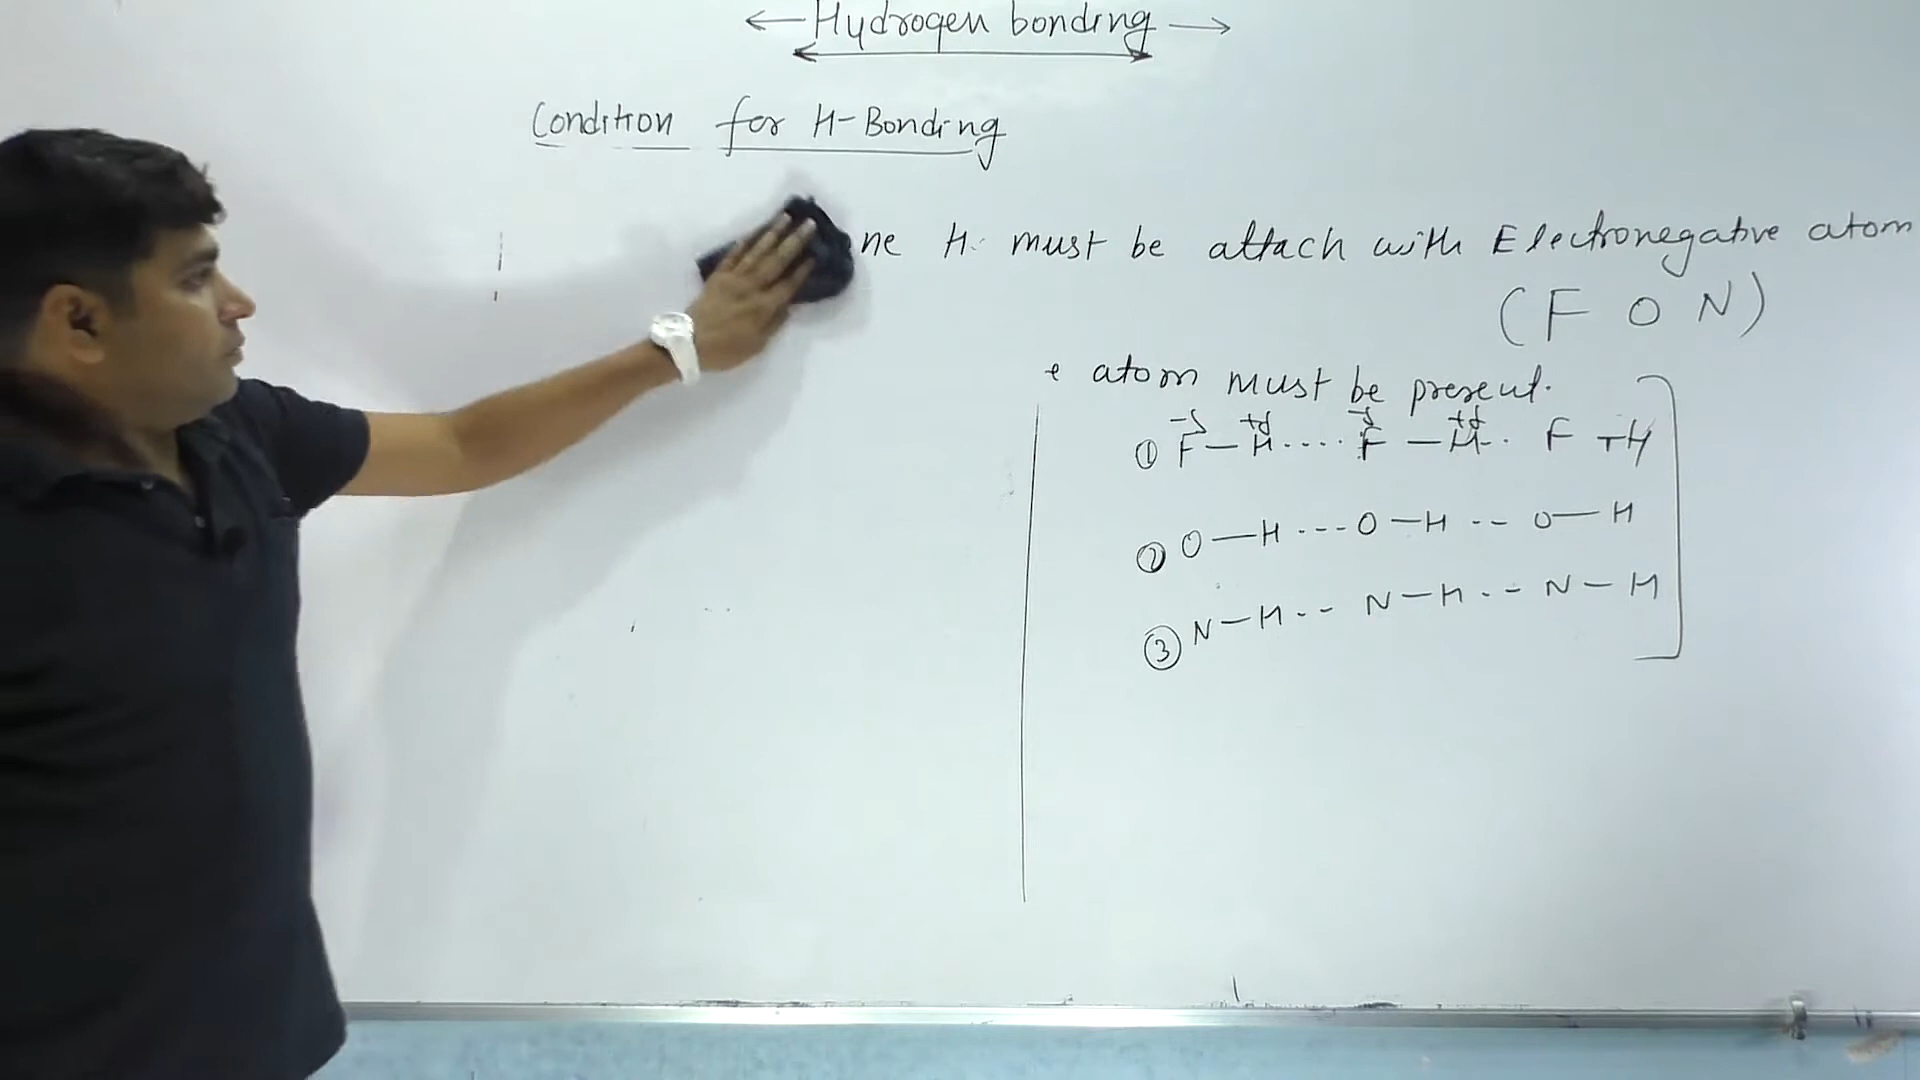 ← Hydrogen bonding →
Condition for H-Bonding
ne H must be attach with Electronegative atom
(F O N)
e atom must be present.
-δ +δ -δ +δ
① F — H .... F — H - . F - H
② O — H --- O — H -- O — H
③ N — H -- N — H -- N — H